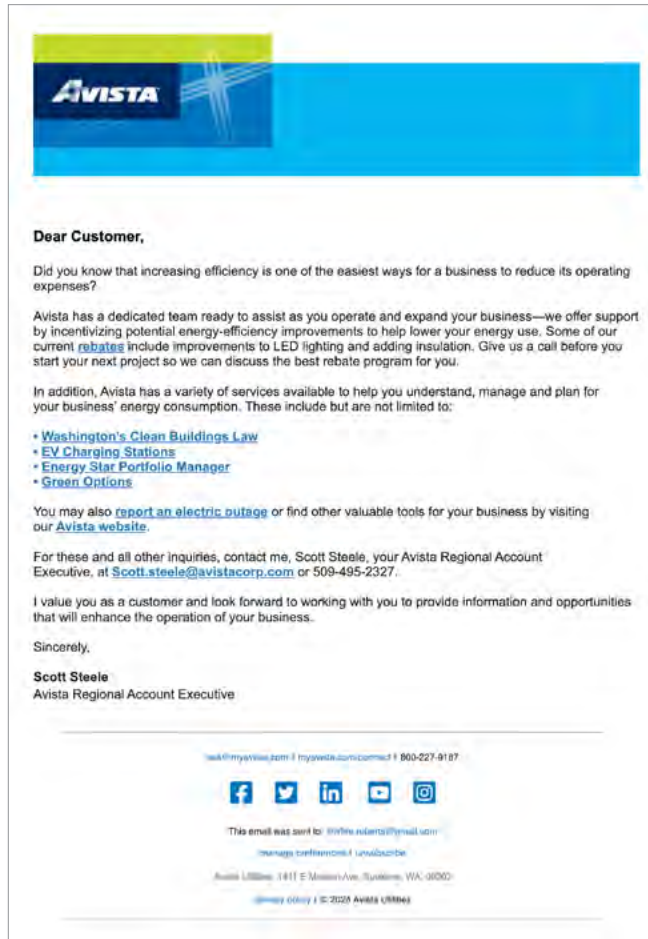 AVISTA
Dear Customer,
Did you know that increasing efficiency is one of the easiest ways for a business to reduce its operating
expenses?
Avista has a dedicated team ready to assist as you operate and expand your business—we offer support
by incentivizing potential energy-efficiency improvements to help lower your energy use. Some of our
current rebates include improvements to LED lighting and adding insulation. Give us a call before you
start your next project so we can discuss the best rebate program for you.
In addition, Avista has a variety of services available to help you understand, manage and plan for
your business' energy consumption. These include but are not limited to:
• Washington's Clean Buildings Law
• EV Charging Stations
• Energy Star Portfolio Manager
• Green Options
You may also report an electric outage or find other valuable tools for your business by visiting
our Avista website.
For these and all other inquiries, contact me, Scott Steele, your Avista Regional Account
Executive, at Scott.steele@avistacorp.com or 509-495-2327.
I value you as a customer and look forward to working with you to provide information and opportunities
that will enhance the operation of your business.
Sincerely,
Scott Steele
Avista Regional Account Executive
myavista.com/connect | 800-227-9187
This email was sent to:
manage preferences | unsubscribe
Avista Utilities, 1411 E Mission Ave, Spokane, WA,
privacy policy | © Avista Utilities